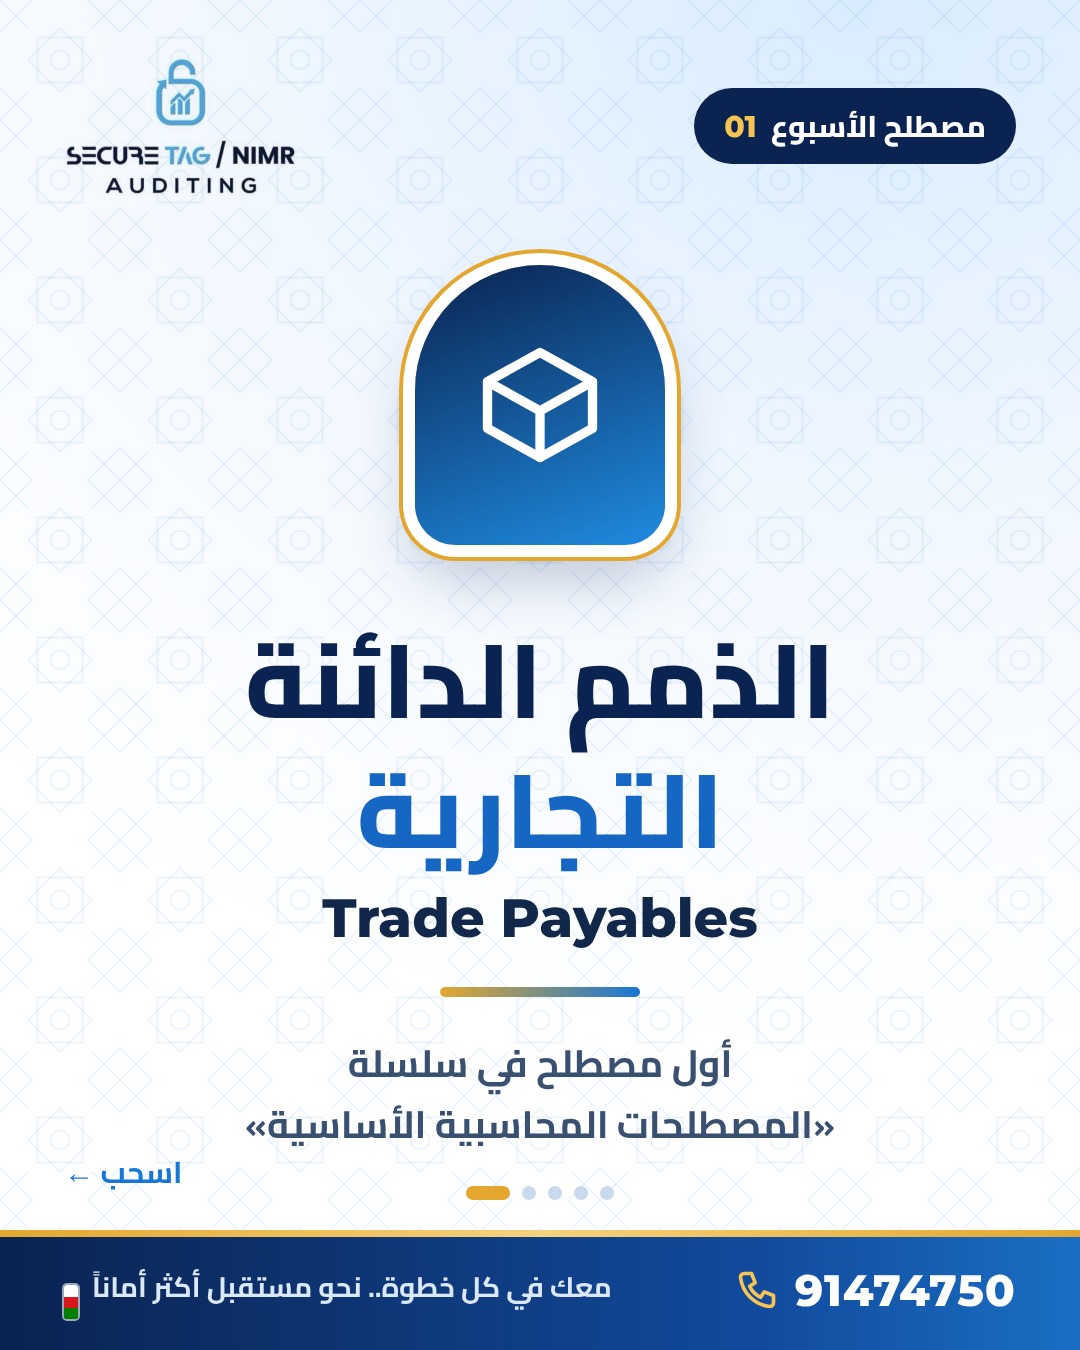 SECURE TAG / NIMR
AUDITING
مصطلح الأسبوع 01
الذمم الدائنة
التجارية
Trade Payables
أول مصطلح في سلسلة
«المصطلحات المحاسبية الأساسية»
اسحب ←
91474750
معك في كل خطوة.. نحو مستقبل أكثر أماناً